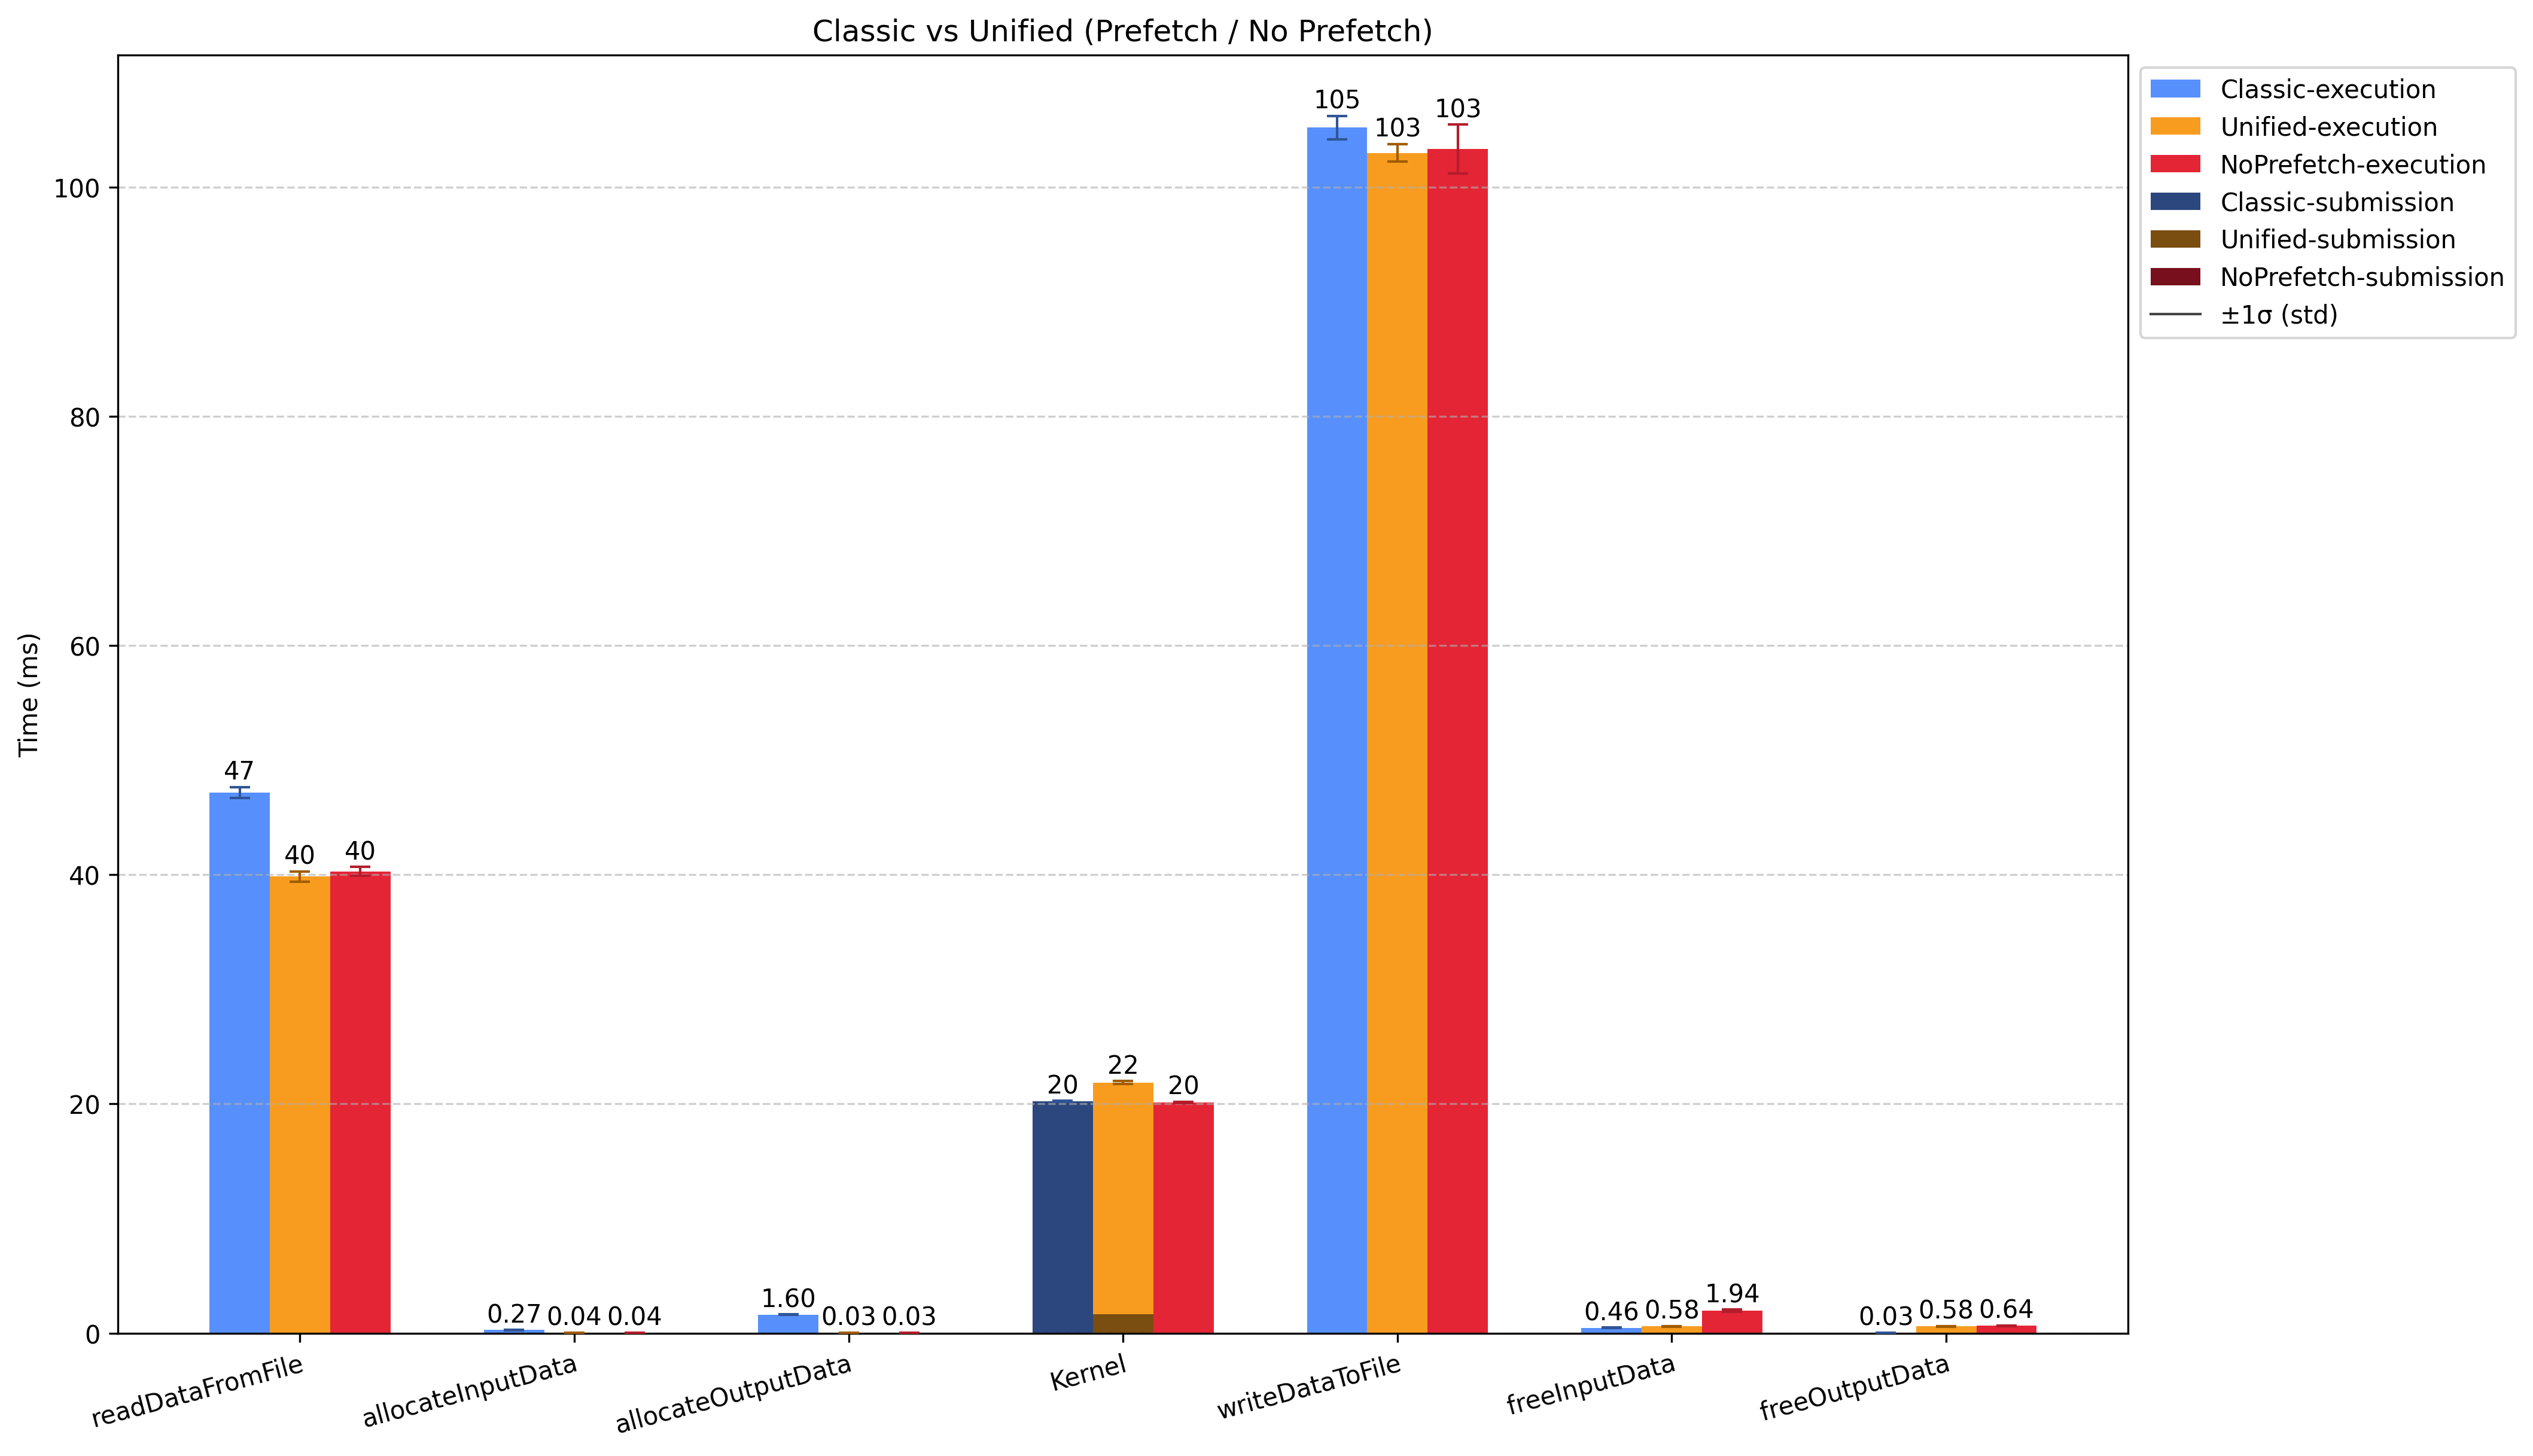 Classic vs Unified (Prefetch / No Prefetch)
Time (ms)
100
80
60
40
20
0
47
40
40
0.27
0.04
0.04
1.60
0.03
0.03
20
22
20
105
103
103
0.46
0.58
1.94
0.03
0.58
0.64
readDataFromFile
allocateInputData
allocateOutputData
Kernel
writeDataToFile
freeInputData
freeOutputData
Classic-execution
Unified-execution
NoPrefetch-execution
Classic-submission
Unified-submission
NoPrefetch-submission
±1σ (std)